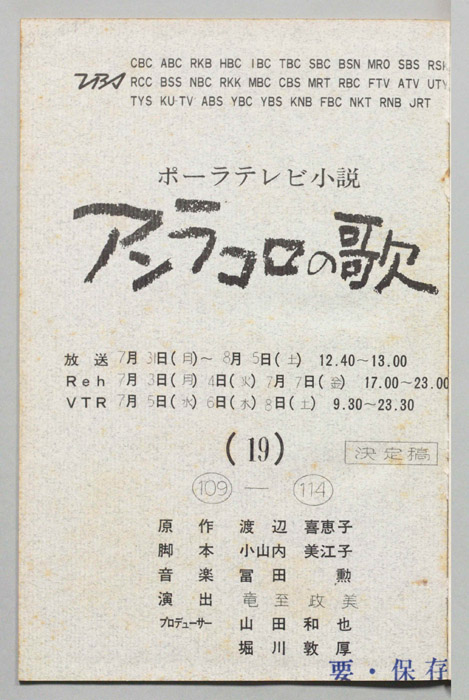 TBS CBC ABC RKB HBC IBC TBC SBC BSN MRO SBS RSK
RCC BSS NBC RKK MBC CBS MRT RBC FTV ATV UTY
TYS KU-TV ABS YBC YBS KNB FBC NKT RNB JRT
ポーラテレビ小説
アンラコロの歌
放送 7月 3日(月)～ 8月 5日(土) 12.40～13.00
Reh 7月 3日(月) 4日(火) 7月 7日(金) 17.00～23.00
VTR 7月 5日(水) 6日(木) 8日(土) 9.30～23.30
(19)
決定稿
109 — 114
原作 渡辺 喜恵子
脚本 小山内 美江子
音楽 冨田 勲
演出 竜至 政美
プロデューサー 山田 和也
堀川 敦厚
要・保存